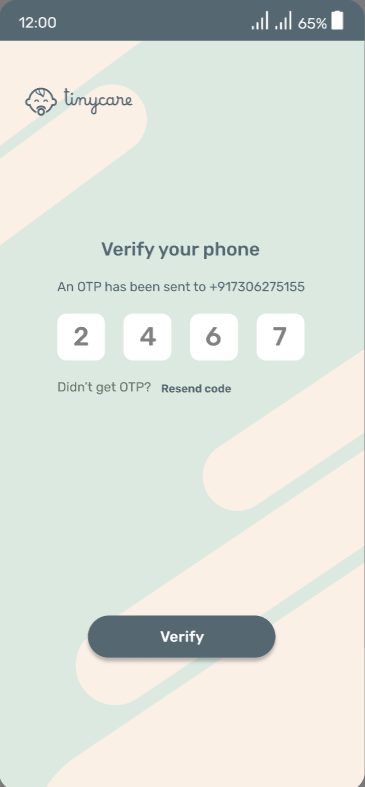 12:00 65%
tinycare
Verify your phone
An OTP has been sent to +917306275155
2 4 6 7
Didn't get OTP? Resend code
Verify